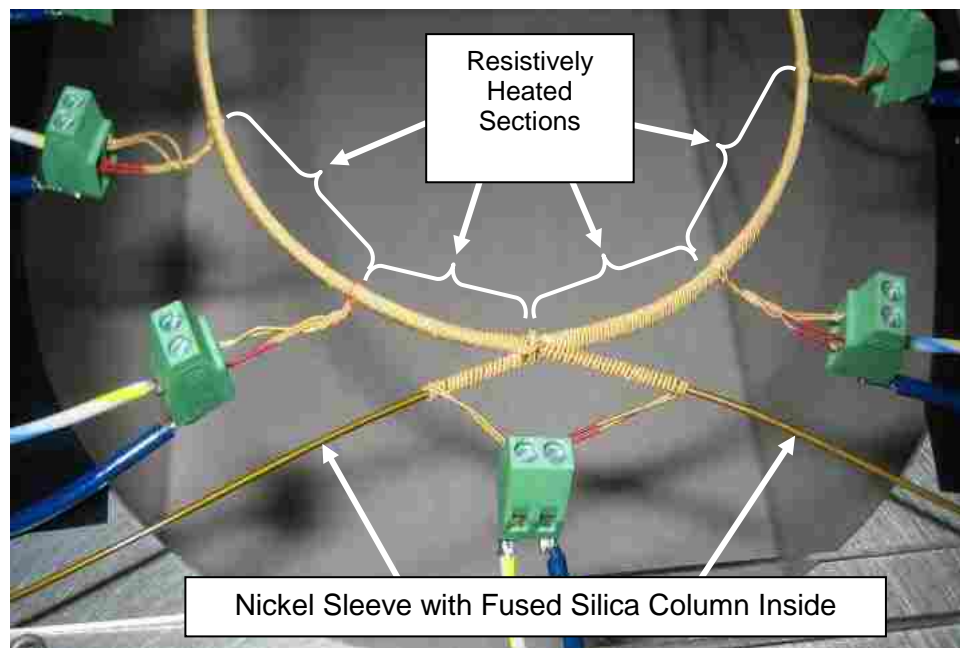 Resistively
Heated
Sections
Nickel Sleeve with Fused Silica Column Inside